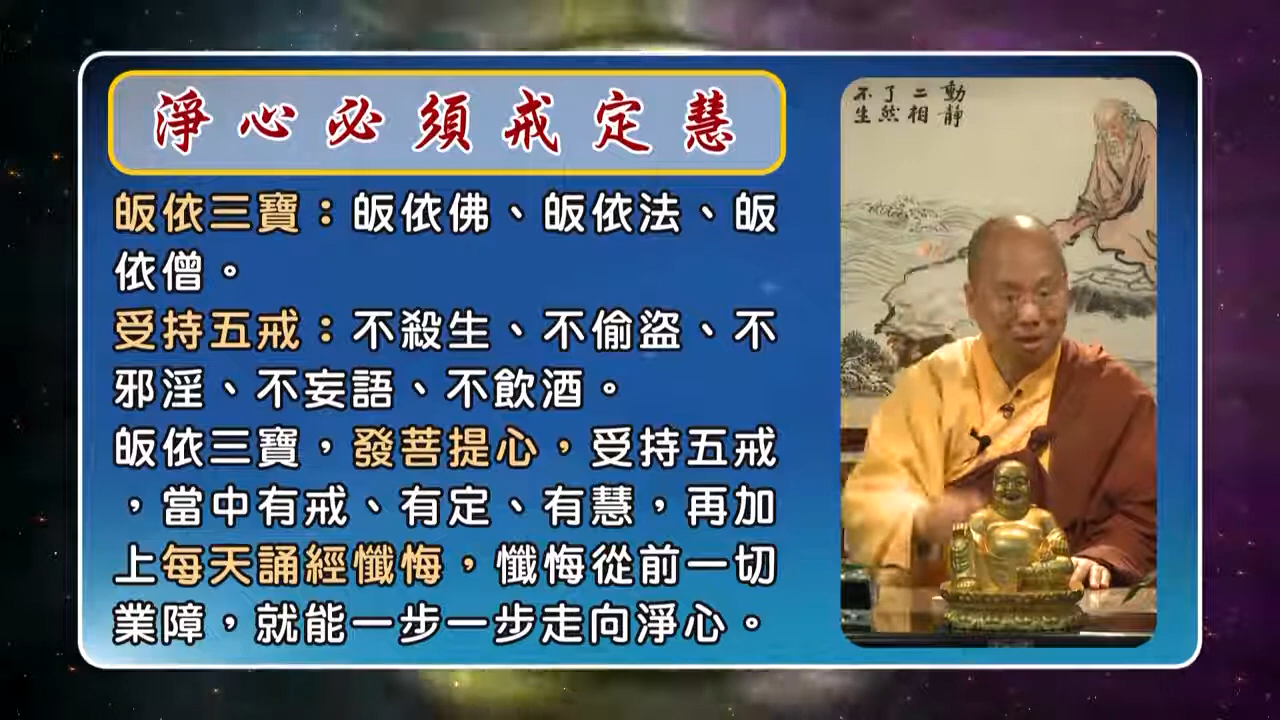 淨心必須戒定慧
皈依三寶：皈依佛、皈依法、皈
依僧。
受持五戒：不殺生、不偷盜、不
邪淫、不妄語、不飲酒。
皈依三寶，發菩提心，受持五戒
，當中有戒、有定、有慧，再加
上每天誦經懺悔，懺悔從前一切
業障，就能一步一步走向淨心。
動靜
二相
了然
不生